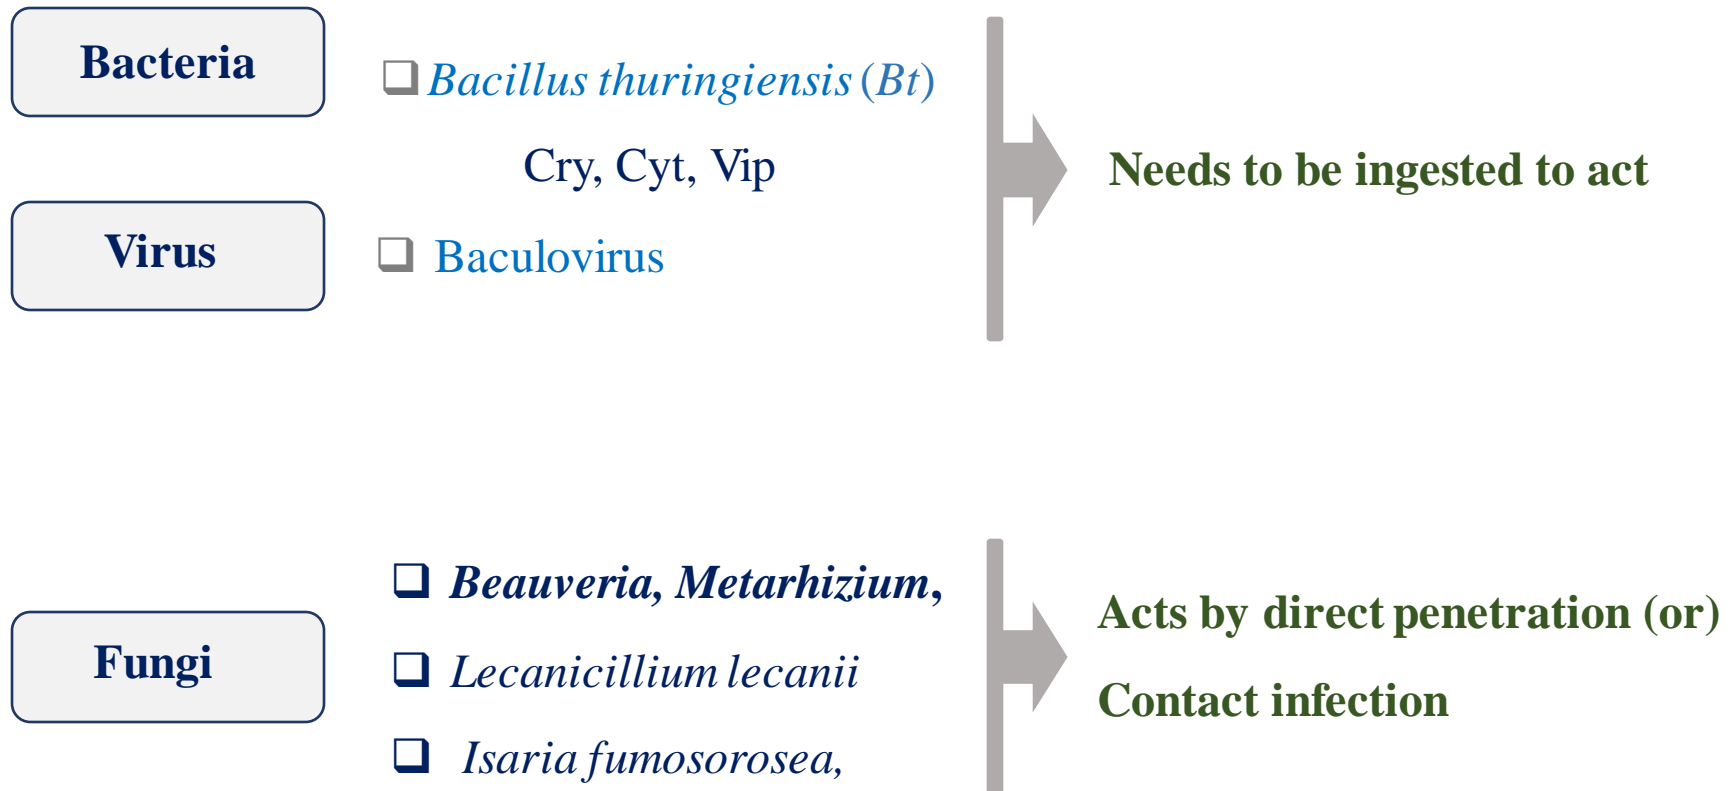 Bacteria
❑ Bacillus thuringiensis (Bt)
Cry, Cyt, Vip
Needs to be ingested to act
Virus
❑ Baculovirus
Fungi
❑ Beauveria, Metarhizium,
❑ Lecanicillium lecanii
❑ Isaria fumosorosea,
Acts by direct penetration (or)
Contact infection